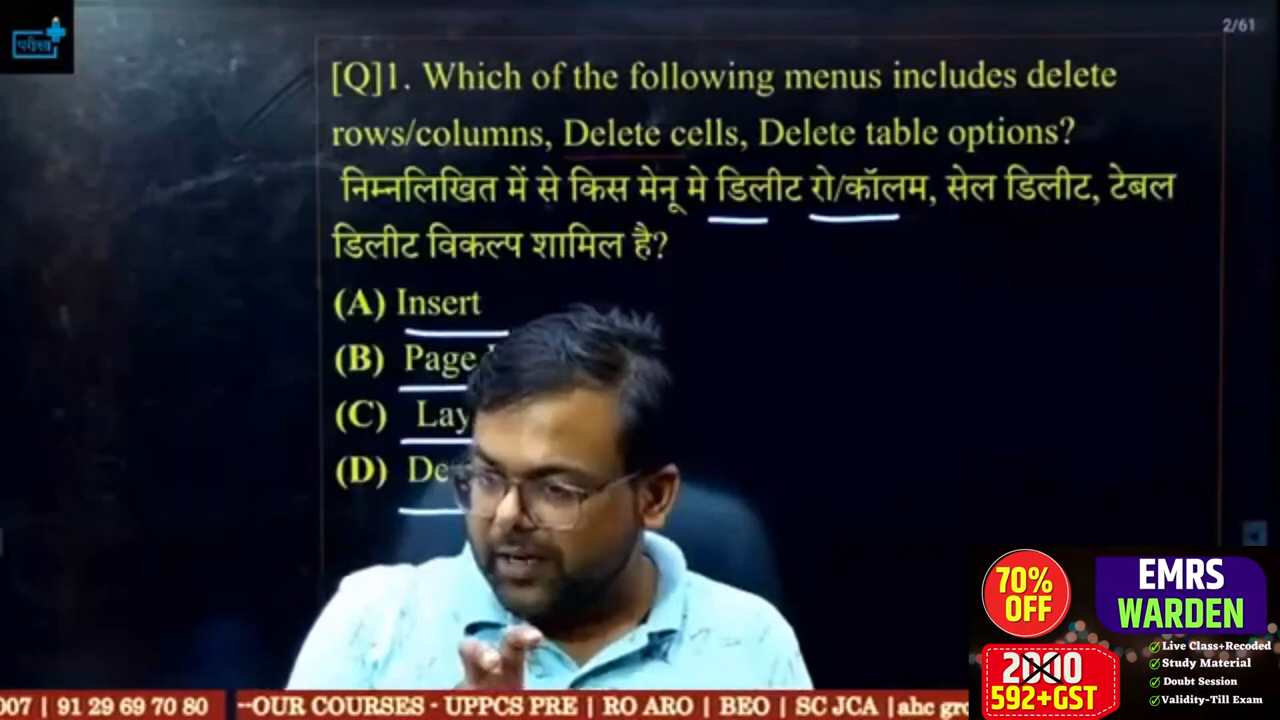 परीक्षा
2/61
[Q]1. Which of the following menus includes delete
rows/columns, Delete cells, Delete table options?
निम्नलिखित में से किस मेनू मे डिलीट रो/कॉलम, सेल डिलीट, टेबल
डिलीट विकल्प शामिल है?
(A) Insert
(B) Page
(C) Lay
(D) De
70%
OFF
EMRS
WARDEN
2000
592+GST
Live Class+Recoded
Study Material
Doubt Session
Validity-Till Exam
007 | 91 29 69 70 80 --OUR COURSES - UPPCS PRE | RO ARO | BEO | SC JCA | ahc gro